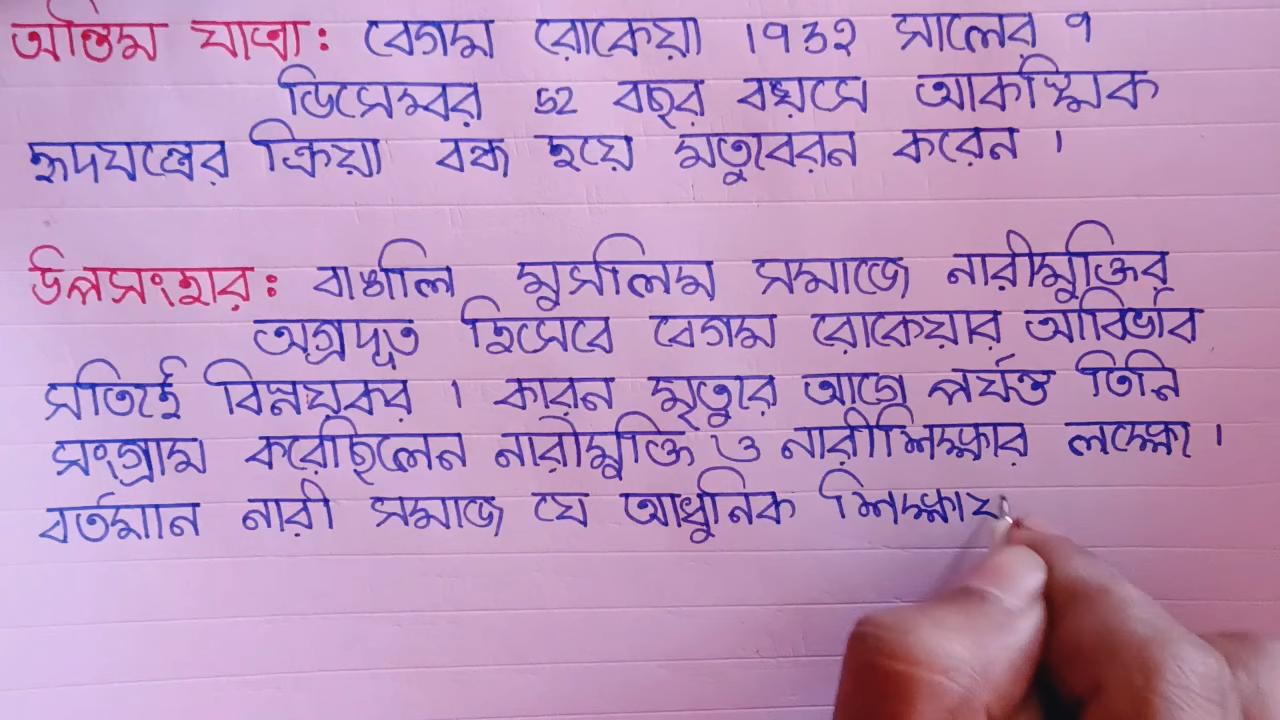 অন্তিম যাত্রা : বেগম রোকেয়া ১৯৩২ সালের ৯
ডিসেম্বর ৫২ বছর বয়সে আকস্মিক
হৃদযন্ত্রের ক্রিয়া বন্ধ হয়ে মৃতুবরন করেন ।
উপসংহার : বাঙালি মুসলিম সমাজে নারীমুক্তির
অগ্রদূত হিসেবে বেগম রোকেয়ার আবির্ভাব
সতিই বিস্ময়কর । কারন মৃত্যুর আগে পর্যন্ত তিনি
সংগ্রাম করেছিলেন নারীমুক্তি ও নারীশিক্ষার লক্ষ্যে ।
বর্তমান নারী সমাজে যে আধুনিক শিক্ষায়